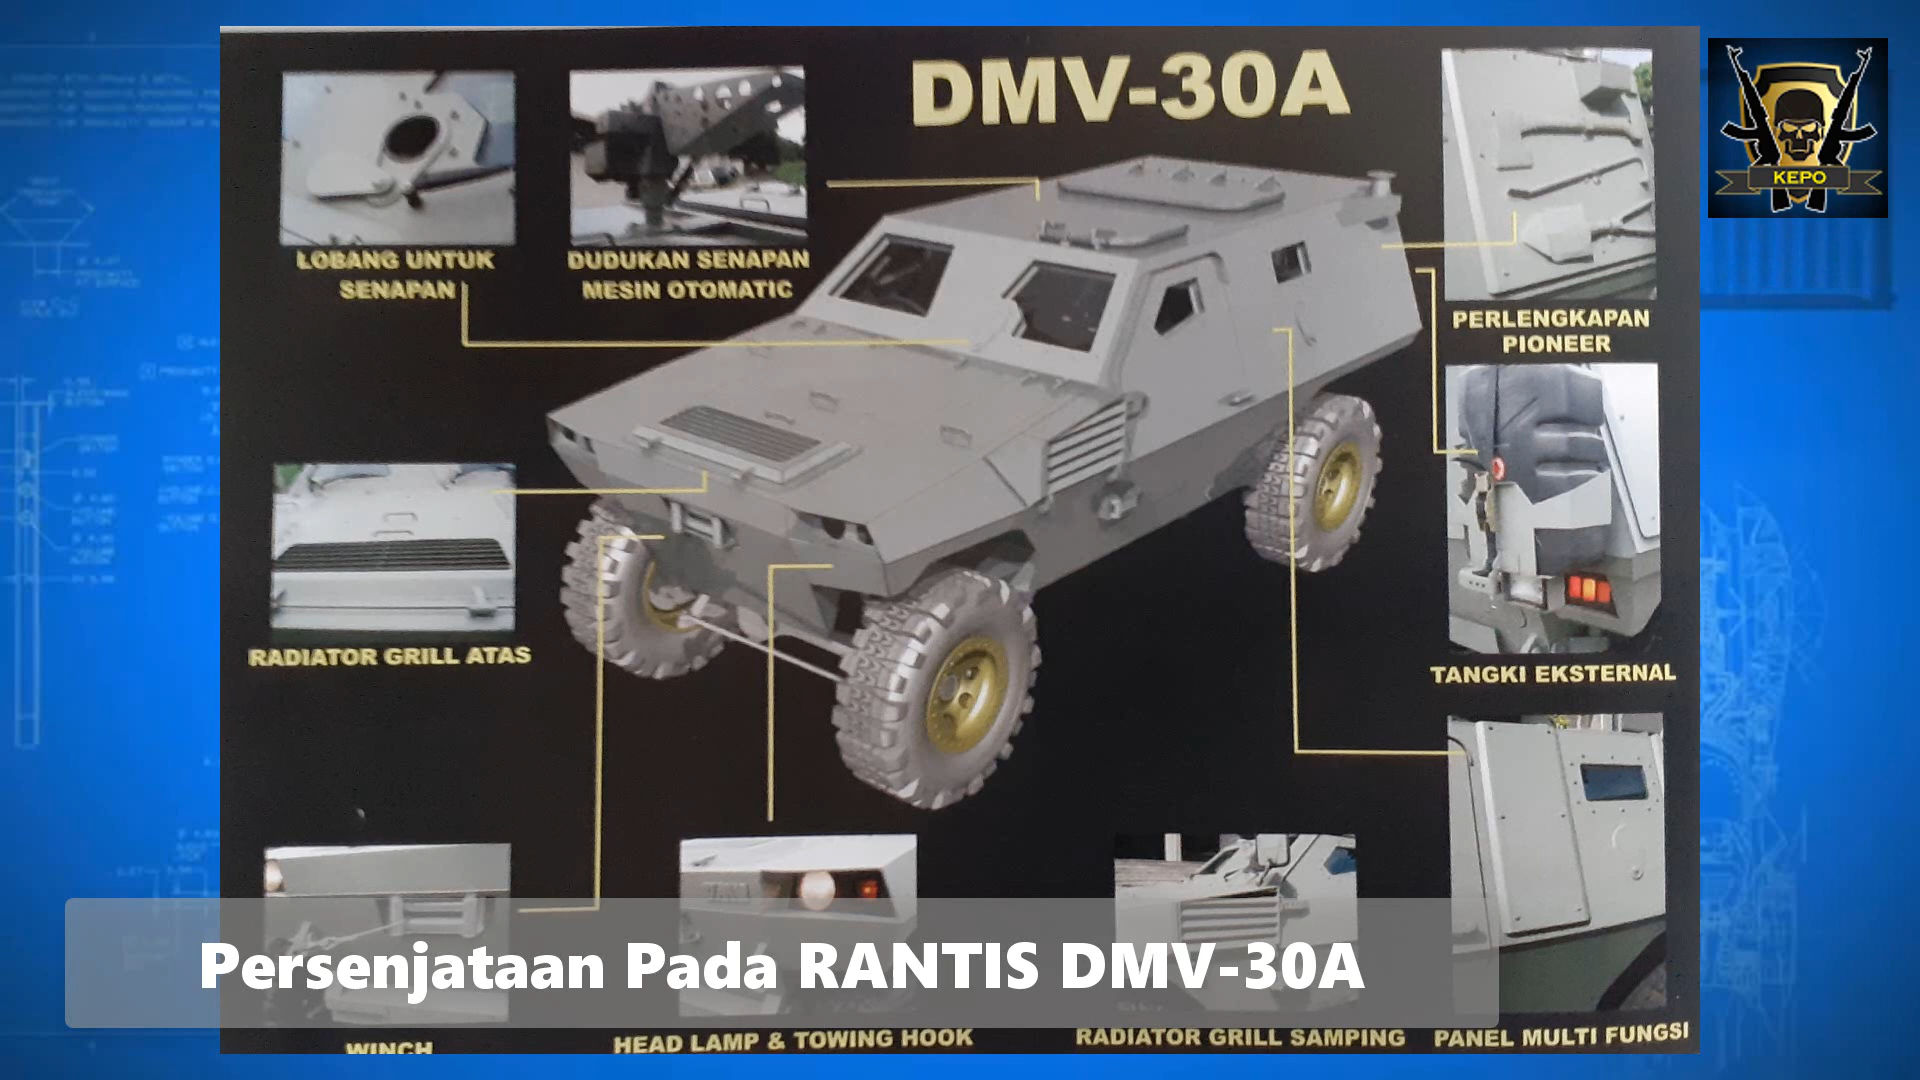 DMV-30A
KEPO
LOBANG UNTUK
SENAPAN
DUDUKAN SENAPAN
MESIN OTOMATIC
PERLENGKAPAN
PIONEER
RADIATOR GRILL ATAS
TANGKI EKSTERNAL
Persenjataan Pada RANTIS DMV-30A
WINCH
HEAD LAMP & TOWING HOOK
RADIATOR GRILL SAMPING
PANEL MULTI FUNGSI